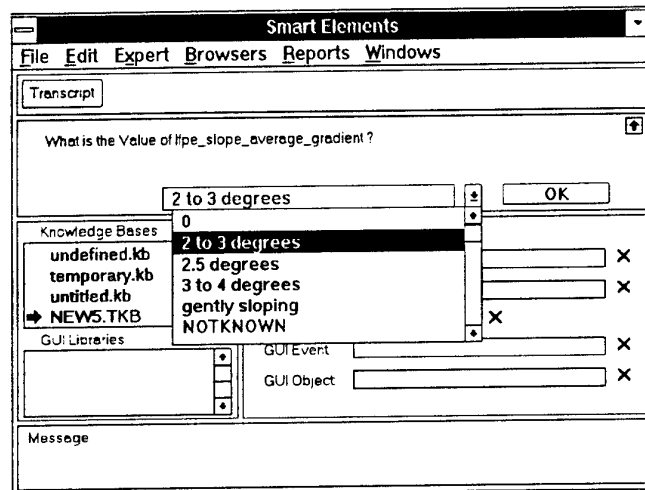 Smart Elements
File Edit Expert Browsers Reports Windows
Transcript
What is the Value of lfpe_slope_average_gradient ?
2 to 3 degrees
OK
0
2 to 3 degrees
2.5 degrees
3 to 4 degrees
gently sloping
NOTKNOWN
Knowledge Bases
undefined.kb
temporary.kb
untitled.kb
NEW5.TKB
GUI Libraries
GUI Event
GUI Object
Message